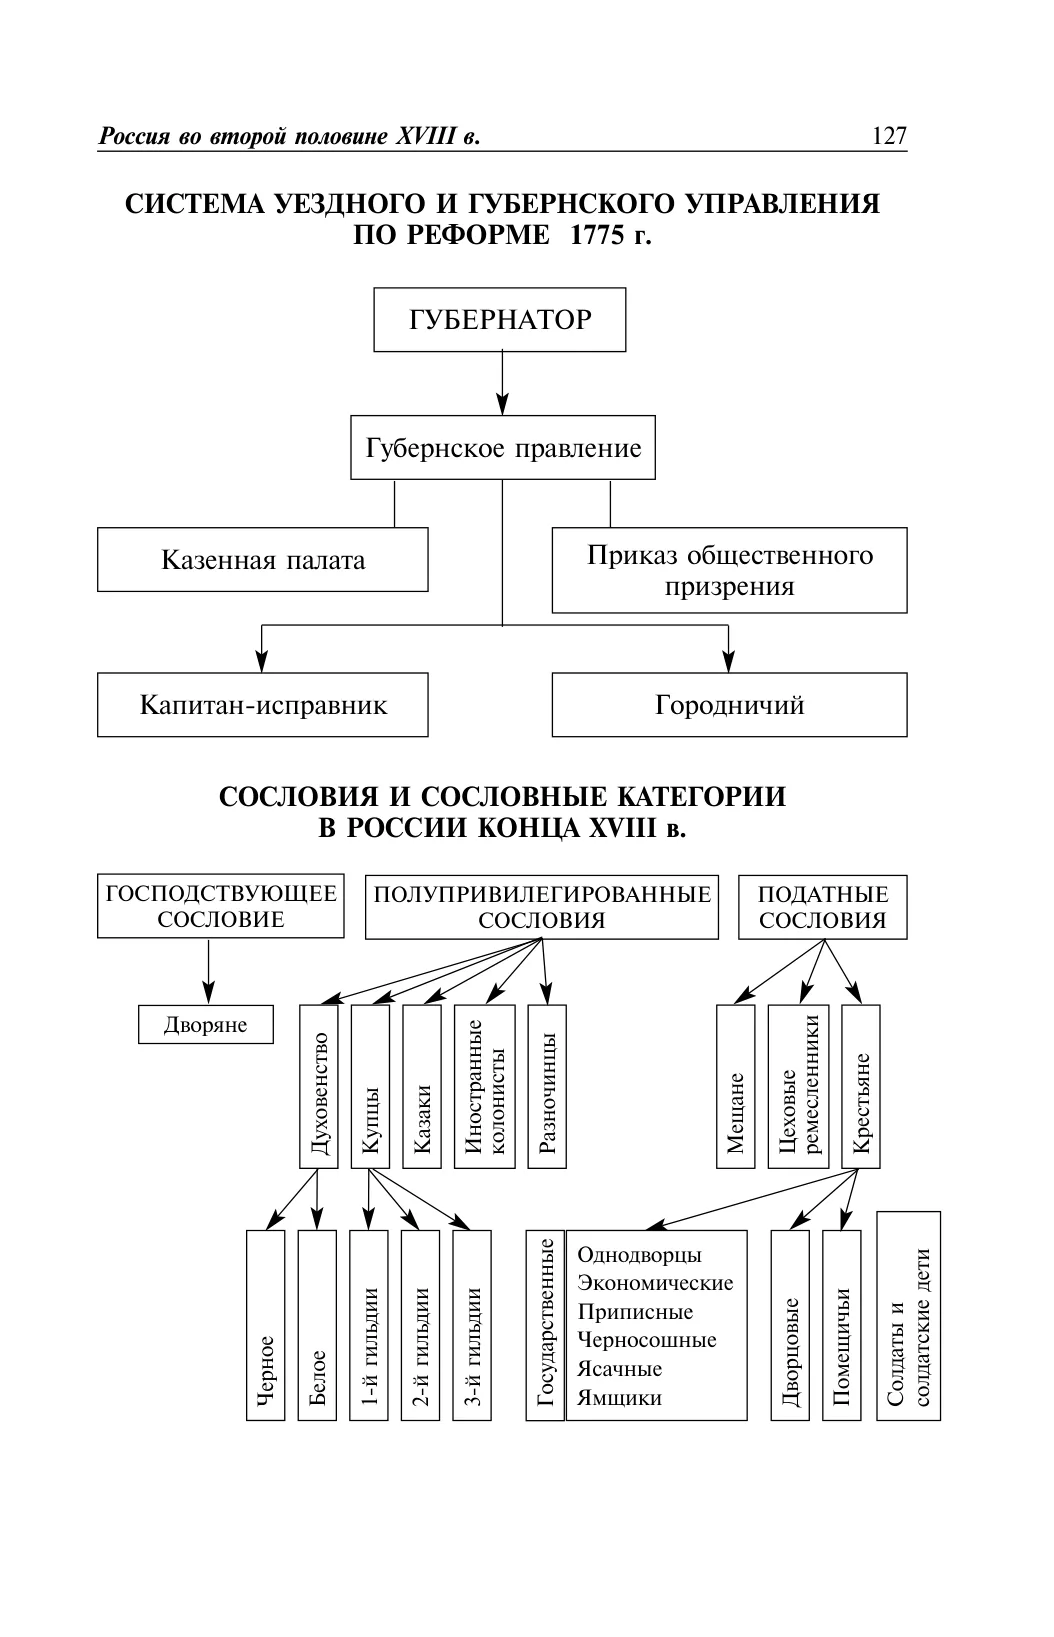 Россия во второй половине XVIII в.
127
СИСТЕМА УЕЗДНОГО И ГУБЕРНСКОГО УПРАВЛЕНИЯ
ПО РЕФОРМЕ 1775 г.
ГУБЕРНАТОР
Губернское правление
Казенная палата
Приказ общественного
призрения
Капитан-исправник
Городничий
СОСЛОВИЯ И СОСЛОВНЫЕ КАТЕГОРИИ
В РОССИИ КОНЦА XVIII в.
ГОСПОДСТВУЮЩЕЕ
СОСЛОВИЕ
ПОЛУПРИВИЛЕГИРОВАННЫЕ
СОСЛОВИЯ
ПОДАТНЫЕ
СОСЛОВИЯ
Дворяне
Духовенство
Купцы
Казаки
Иностранные
колонисты
Разночинцы
Мещане
Цеховые
ремесленники
Крестьяне
Черное
Белое
1-й гильдии
2-й гильдии
3-й гильдии
Государственные
Однодворцы
Экономические
Приписные
Черносошные
Ясачные
Ямщики
Дворцовые
Помещичьи
Солдаты и
солдатские дети